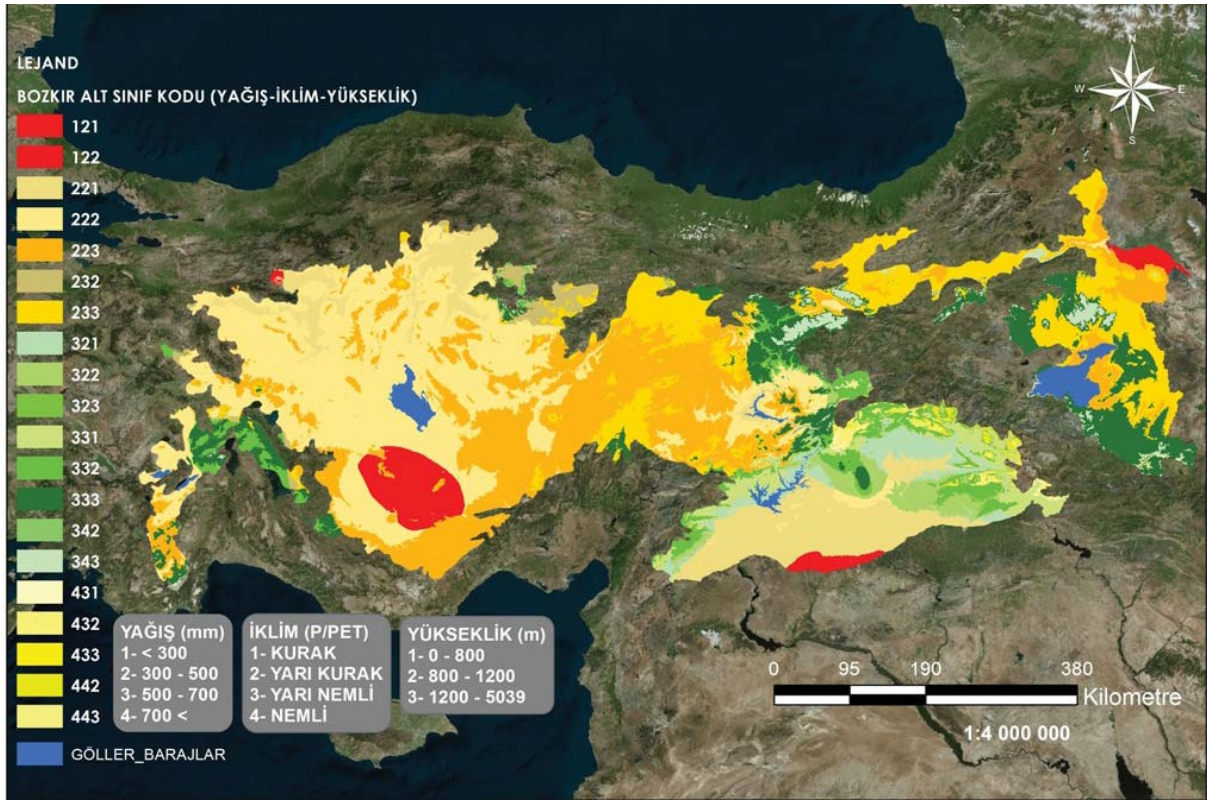 LEJAND
BOZKIR ALT SINIF KODU (YAĞIŞ-İKLİM-YÜKSEKLİK)
121
122
221
222
223
232
233
321
322
323
331
332
333
342
343
431
432
433
442
443
GÖLLER_BARAJLAR
YAĞIŞ (mm)
1- < 300
2- 300 - 500
3- 500 - 700
4- 700 <
İKLİM (P/PET)
1- KURAK
2- YARI KURAK
3- YARI NEMLİ
4- NEMLİ
YÜKSEKLİK (m)
1- 0 - 800
2- 800 - 1200
3- 1200 - 5039
N
W E
S
0 95 190 380
Kilometre
1:4 000 000